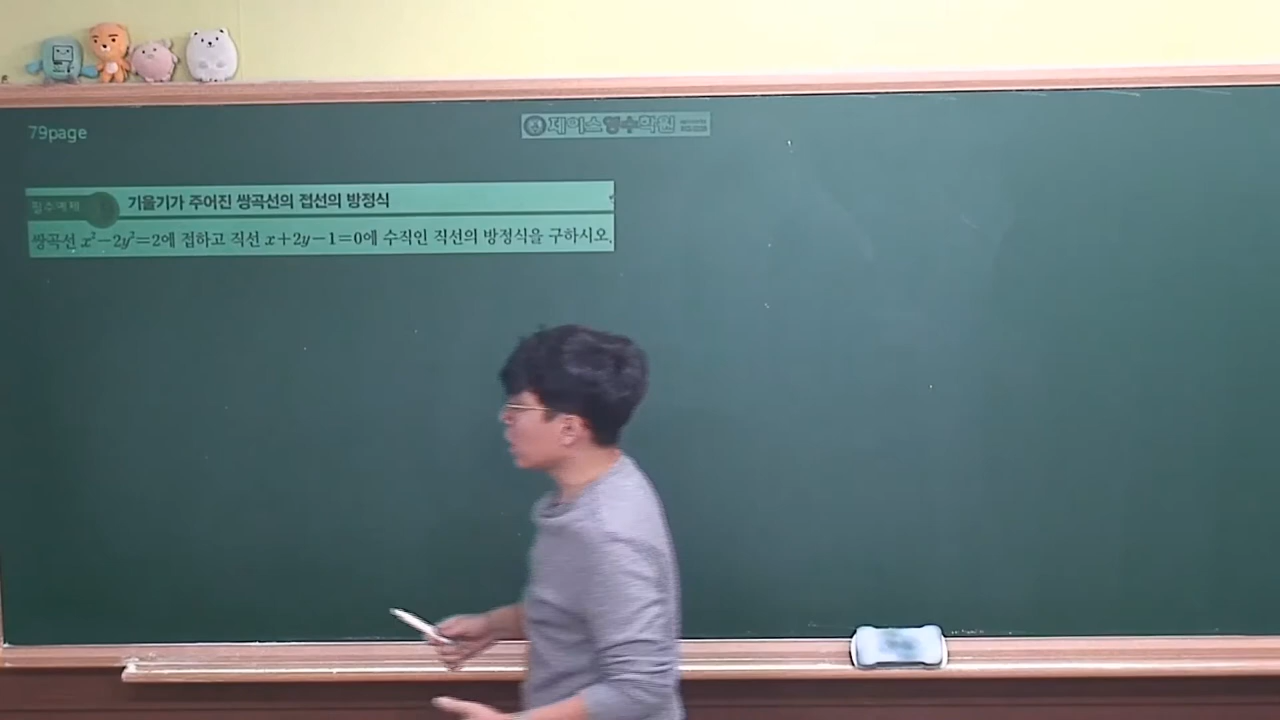 79page
제이스영수학원
필수예제 기울기가 주어진 쌍곡선의 접선의 방정식
쌍곡선 x²−2y²=2에 접하고 직선 x+2y−1=0에 수직인 직선의 방정식을 구하시오.